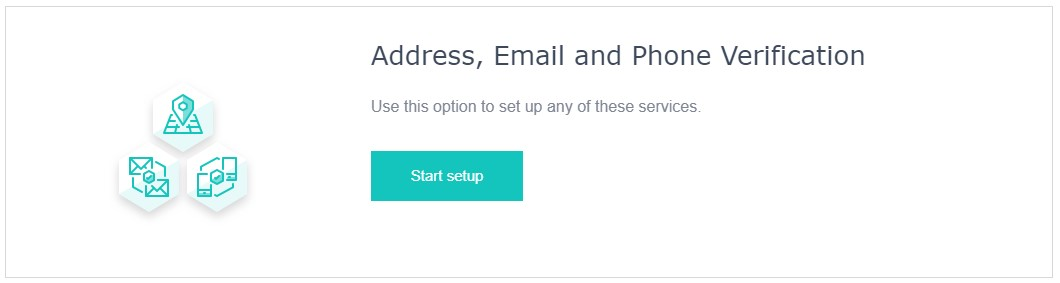 Address, Email and Phone Verification
Use this option to set up any of these services.
Start setup